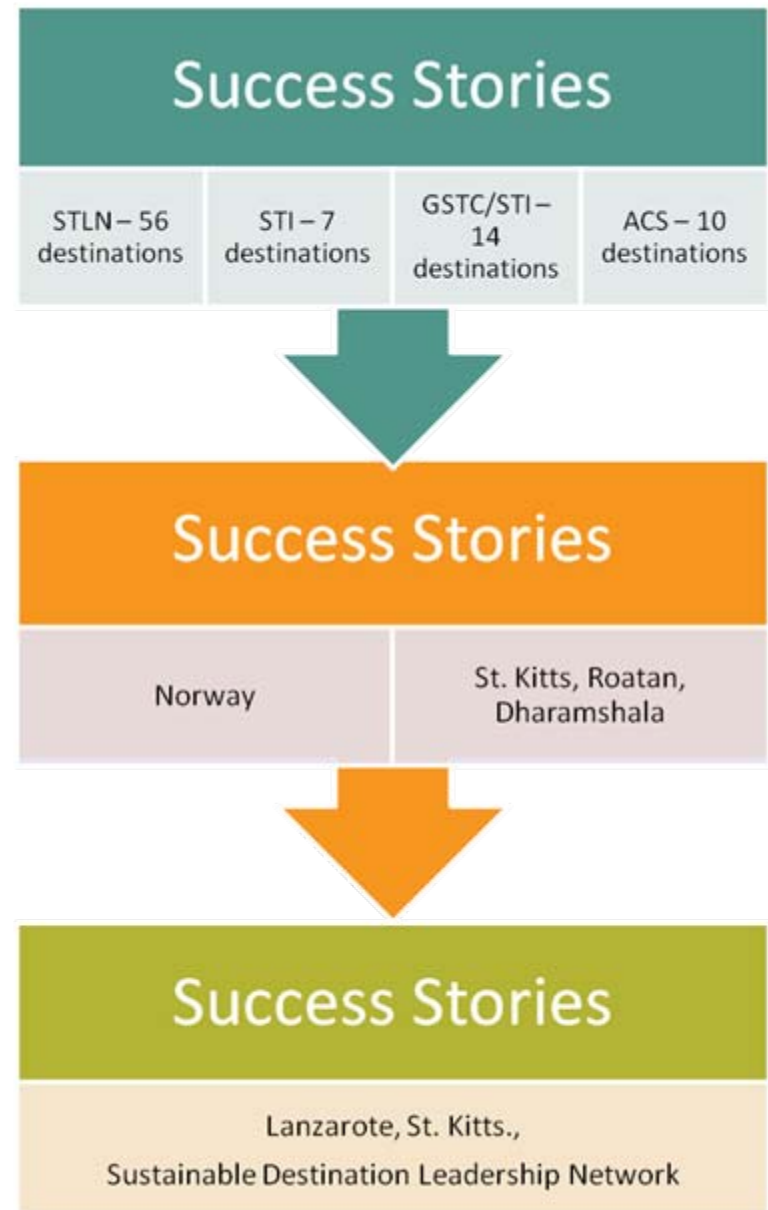 Success Stories
STLN – 56
destinations
STI – 7
destinations
GSTC/STI –
14
destinations
ACS – 10
destinations
Success Stories
Norway
St. Kitts, Roatan,
Dharamshala
Success Stories
Lanzarote, St. Kitts.,
Sustainable Destination Leadership Network